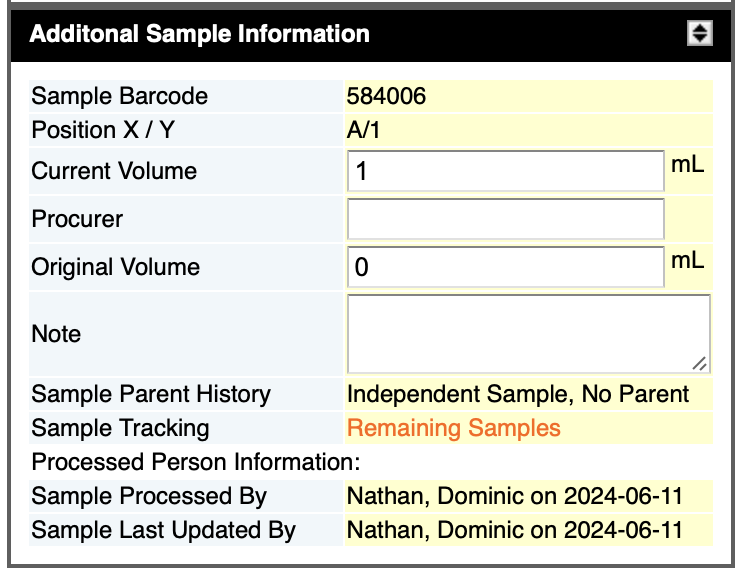 Additonal Sample Information
Sample Barcode 584006
Position X / Y A/1
Current Volume 1 mL
Procurer
Original Volume 0 mL
Note
Sample Parent History Independent Sample, No Parent
Sample Tracking Remaining Samples
Processed Person Information:
Sample Processed By Nathan, Dominic on 2024-06-11
Sample Last Updated By Nathan, Dominic on 2024-06-11